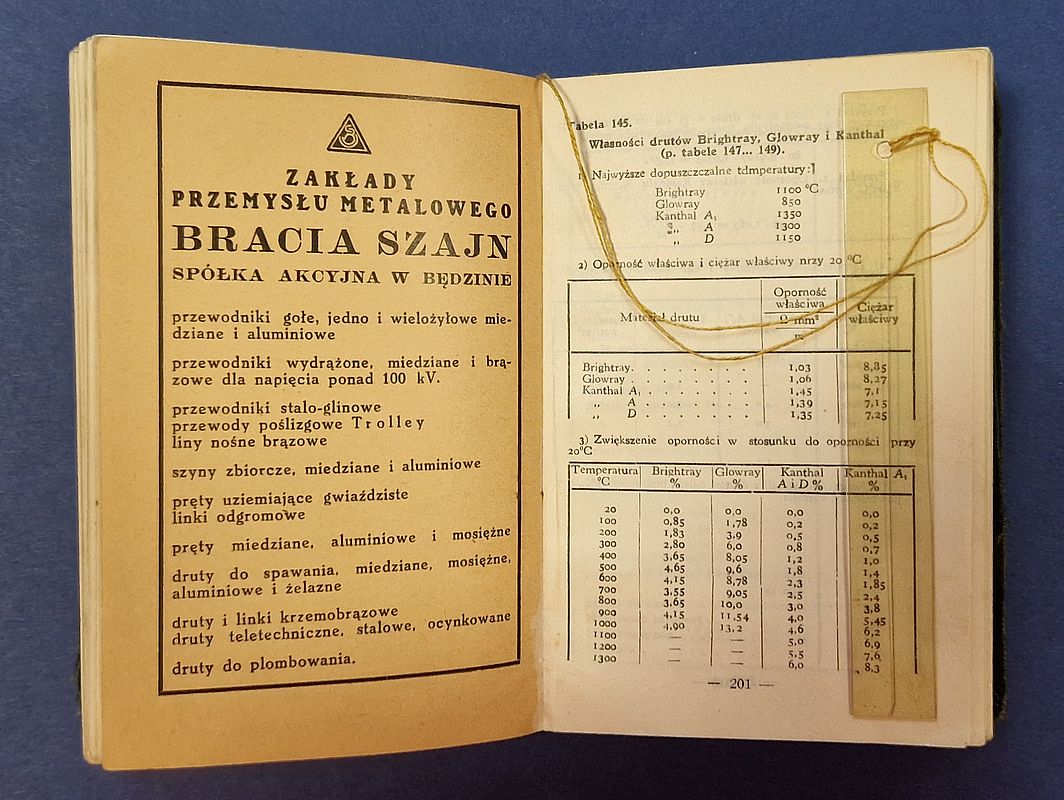 ZAKŁADY
PRZEMYSŁU METALOWEGO
BRACIA SZAJN
SPÓŁKA AKCYJNA W BĘDZINIE
przewodniki gołe, jedno i wielożyłowe mie-
dziane i aluminiowe
przewodniki wydrążone, miedziane i brą-
zowe dla napięcia ponad 100 kV.
przewodniki stalo-glinowe
przewody poślizgowe Trolley
liny nośne brązowe
szyny zbiorcze, miedziane i aluminiowe
pręty uziemiające gwiaździste
linki odgromowe
pręty miedziane, aluminiowe i mosiężne
druty do spawania, miedziane, mosiężne,
aluminiowe i żelazne
druty i linki krzemobrązowe
druty teletechniczne, stalowe, ocynkowane
druty do plombowania.
Tabela 145.
Własności drutów Brightray, Glowray i Kanthal
(p. tabele 147... 149).
1) Najwyższe dopuszczczalne tdmperatury:
Brightray 1100 °C
Glowray 850
Kanthal A₁ 1350
„ A 1300
„ D 1150
2) Oporność właściwa i ciężar właściwy nrzy 20 °C
Materjał drutu Oporność właściwa Ω mm² m Ciężar właściwy
Brightray. . . . . . . . 1,03 8,35
Glowray . . . . . . . . 1,06 8,27
Kanthal A₁ . . . . . . . 1,45 7,1
„ A . . . . . . . 1,39 7,15
„ D . . . . . . . 1,35 7,25
3) Zwiększenie oporności w stosunku do oporności przy
20°C
Temperatura °C Brightray % Glowray % Kanthal A i D % Kanthal A₁ %
20 0,0 0,0 0,0 0,0
100 0,85 1,78 0,2 0,2
200 1,83 3,9 0,5 0,5
300 2,80 6,0 0,8 0,7
400 3,65 8,05 1,2 1,0
500 4,65 9,6 1,8 1,4
600 4,15 8,78 2,3 1,85
700 3,55 9,05 2,5 2,4
800 3,65 10,0 3,0 3,8
900 4,15 11,54 4,0 5,45
1000 4,90 13,2 4,6 6,2
1100 — — 5,0 6,9
1200 — — 5,5 7,6
1300 — — 6,0 8,3
— 201 —